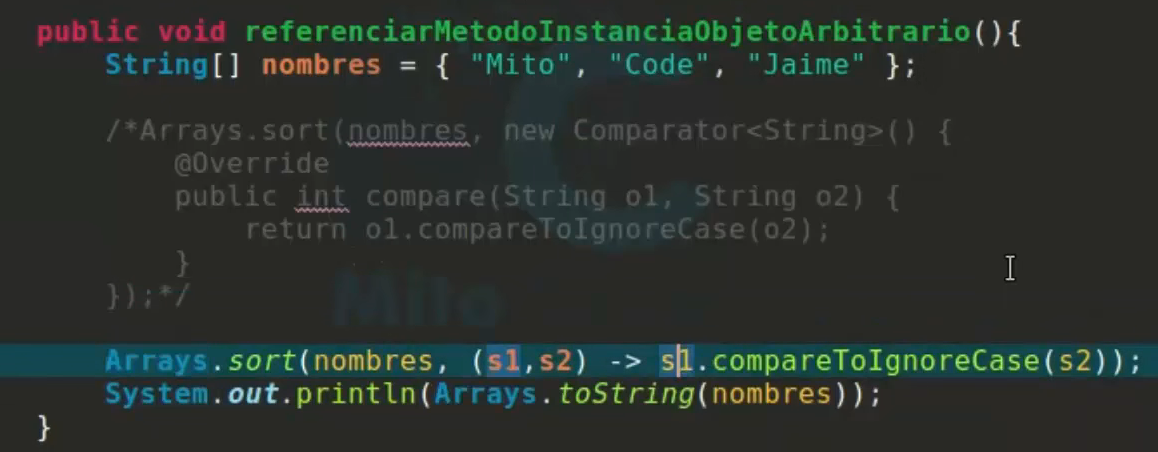 public void referenciarMetodoInstanciaObjetoArbitrario(){
String[] nombres = { "Mito", "Code", "Jaime" };
/*Arrays.sort(nombres, new Comparator<String>() {
@Override
public int compare(String o1, String o2) {
return o1.compareToIgnoreCase(o2);
}
});*/
Mito
Arrays.sort(nombres, (s1,s2) -> s1.compareToIgnoreCase(s2));
System.out.println(Arrays.toString(nombres));
}